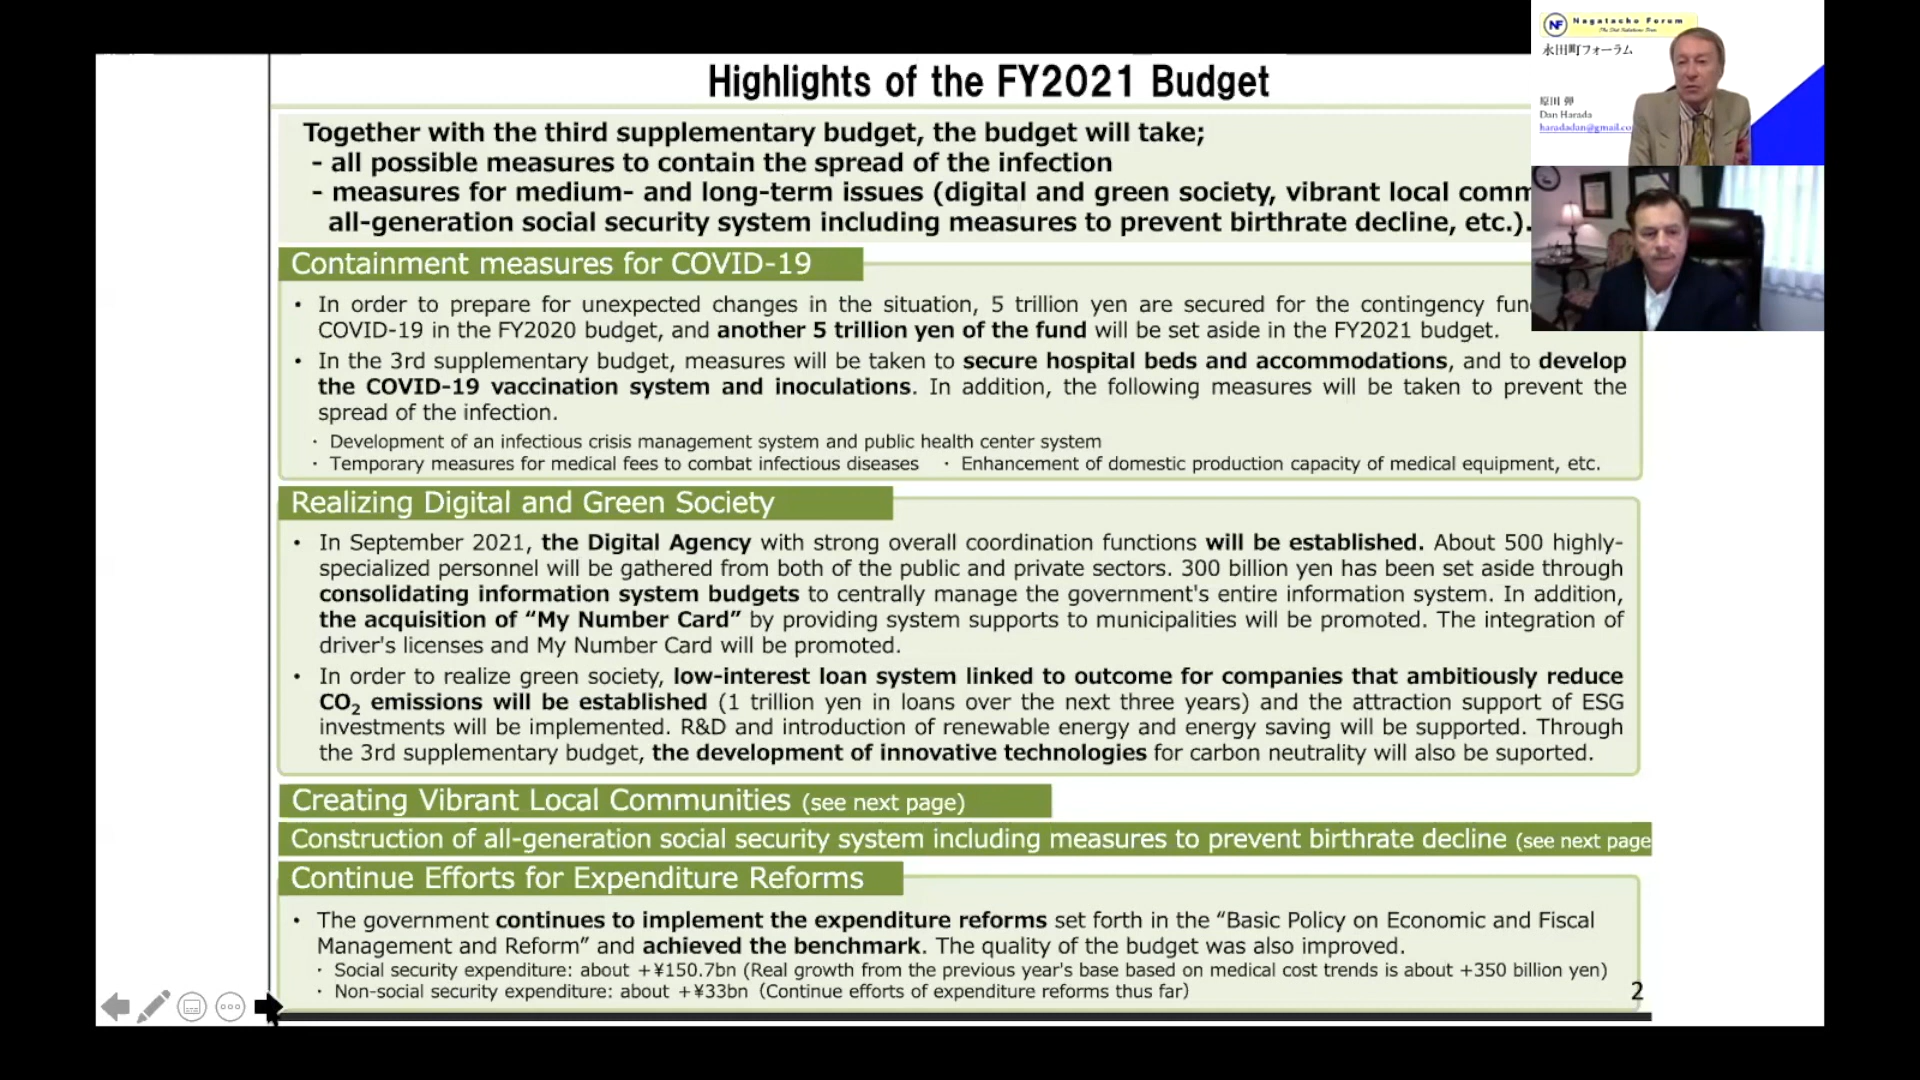 Highlights of the FY2021 Budget
Together with the third supplementary budget, the budget will take;
- all possible measures to contain the spread of the infection
- measures for medium- and long-term issues (digital and green society, vibrant local comm
all-generation social security system including measures to prevent birthrate decline, etc.).
Containment measures for COVID-19
• In order to prepare for unexpected changes in the situation, 5 trillion yen are secured for the contingency fun
COVID-19 in the FY2020 budget, and another 5 trillion yen of the fund will be set aside in the FY2021 budget.
• In the 3rd supplementary budget, measures will be taken to secure hospital beds and accommodations, and to develop
the COVID-19 vaccination system and inoculations. In addition, the following measures will be taken to prevent the
spread of the infection.
・ Development of an infectious crisis management system and public health center system
・ Temporary measures for medical fees to combat infectious diseases ・ Enhancement of domestic production capacity of medical equipment, etc.
Realizing Digital and Green Society
• In September 2021, the Digital Agency with strong overall coordination functions will be established. About 500 highly-
specialized personnel will be gathered from both of the public and private sectors. 300 billion yen has been set aside through
consolidating information system budgets to centrally manage the government's entire information system. In addition,
the acquisition of “My Number Card” by providing system supports to municipalities will be promoted. The integration of
driver's licenses and My Number Card will be promoted.
• In order to realize green society, low-interest loan system linked to outcome for companies that ambitiously reduce
CO2 emissions will be established (1 trillion yen in loans over the next three years) and the attraction support of ESG
investments will be implemented. R&D and introduction of renewable energy and energy saving will be supported. Through
the 3rd supplementary budget, the development of innovative technologies for carbon neutrality will also be suported.
Creating Vibrant Local Communities (see next page)
Construction of all-generation social security system including measures to prevent birthrate decline (see next page
Continue Efforts for Expenditure Reforms
• The government continues to implement the expenditure reforms set forth in the “Basic Policy on Economic and Fiscal
Management and Reform” and achieved the benchmark. The quality of the budget was also improved.
・ Social security expenditure: about +¥150.7bn (Real growth from the previous year's base based on medical cost trends is about +350 billion yen)
・ Non-social security expenditure: about +¥33bn (Continue efforts of expenditure reforms thus far)
2
NF Nagatacho Forum
永田町フォーラム
Dan Harada
haradadan@gmail.co